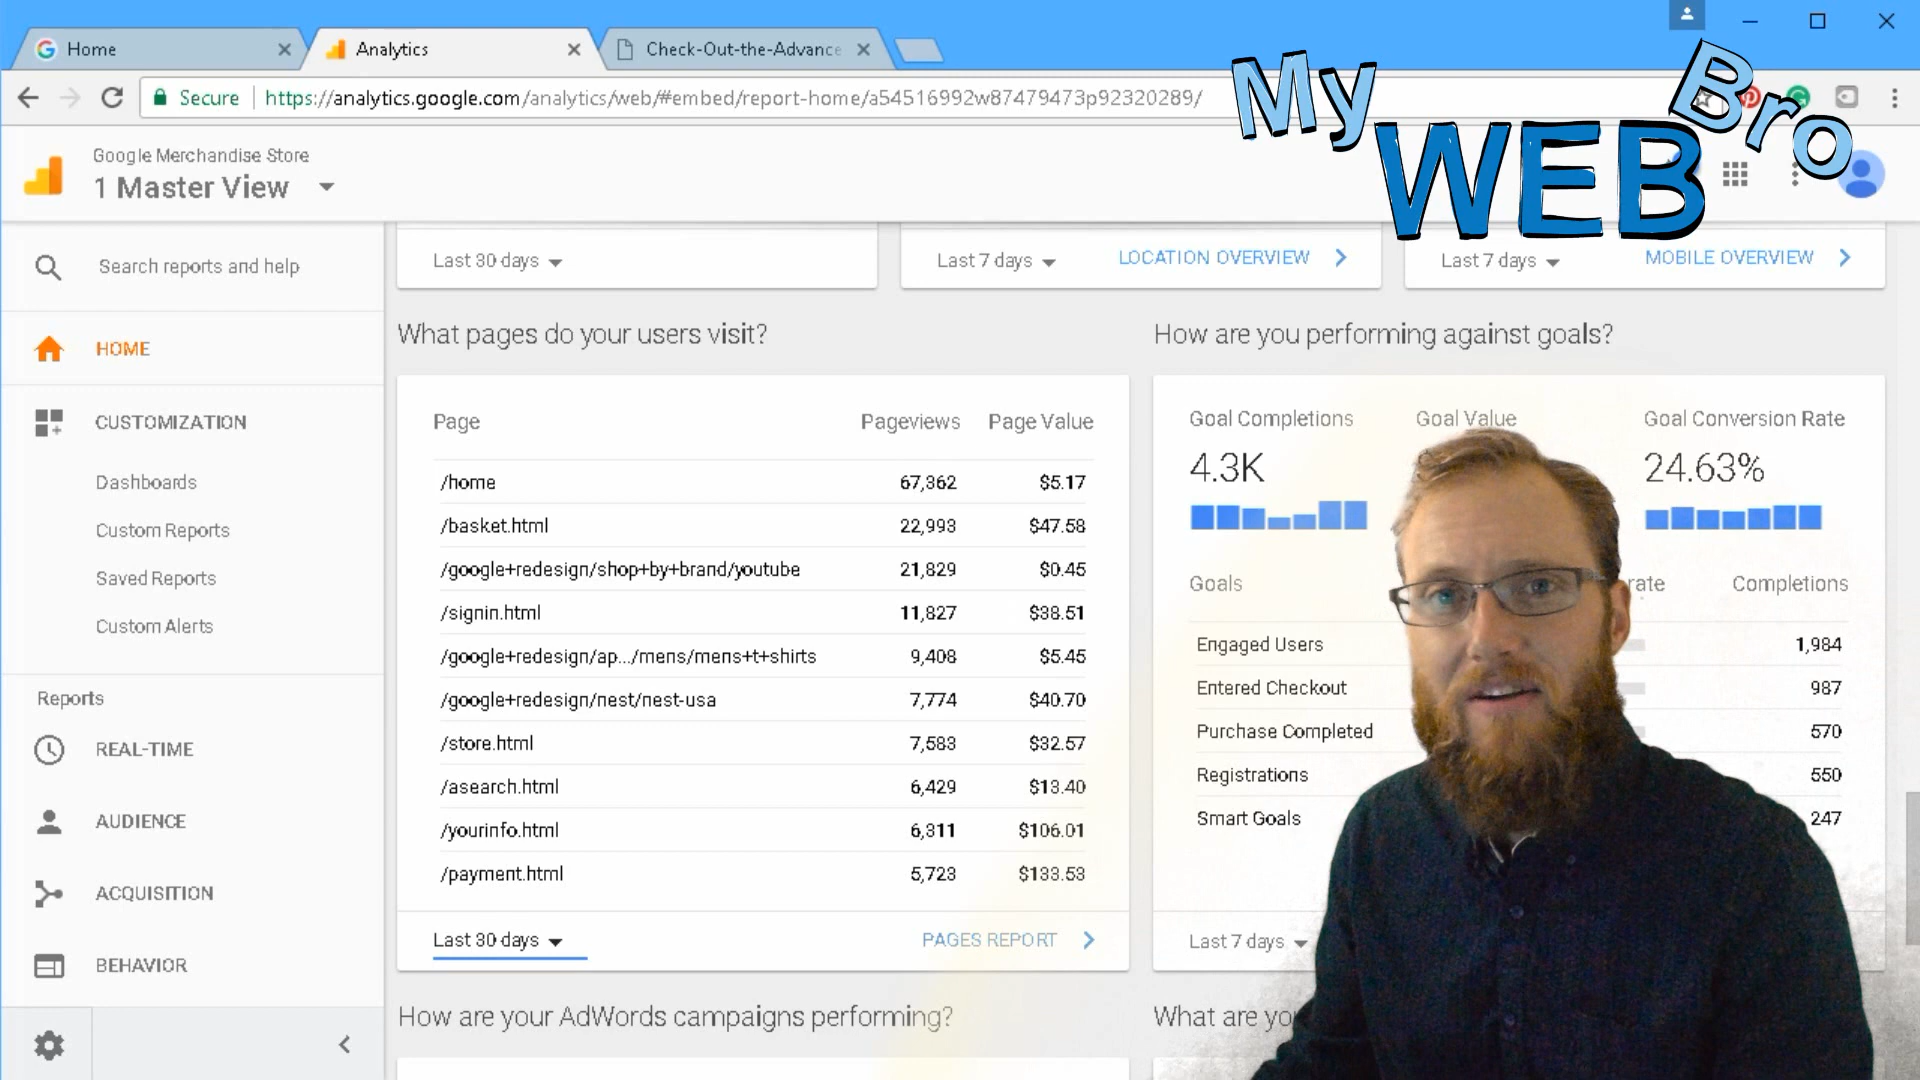 Home
Analytics
Check-Out-the-Advance
Secure
https://analytics.google.com/analytics/web/#embed/report-home/a54516992w87479473p92320289/
My
WEB
Bro
Google Merchandise Store
1 Master View
Search reports and help
HOME
CUSTOMIZATION
Dashboards
Custom Reports
Saved Reports
Custom Alerts
Reports
REAL-TIME
AUDIENCE
ACQUISITION
BEHAVIOR
Last 30 days
Last 7 days LOCATION OVERVIEW
Last 7 days MOBILE OVERVIEW
What pages do your users visit?
Page Pageviews Page Value
/home 67,362 $5.17
/basket.html 22,993 $47.58
/google+redesign/shop+by+brand/youtube 21,829 $0.45
/signin.html 11,827 $38.51
/google+redesign/ap.../mens/mens+t+shirts 9,408 $5.45
/google+redesign/nest/nest-usa 7,774 $40.70
/store.html 7,583 $32.57
/asearch.html 6,429 $13.40
/yourinfo.html 6,311 $106.01
/payment.html 5,723 $133.53
Last 30 days PAGES REPORT
How are you performing against goals?
Goal Completions Goal Value Goal Conversion Rate
4.3K 24.63%
Goals rate Completions
Engaged Users 1,984
Entered Checkout 987
Purchase Completed 570
Registrations 550
Smart Goals 247
Last 7 days
How are your AdWords campaigns performing?
What are yo